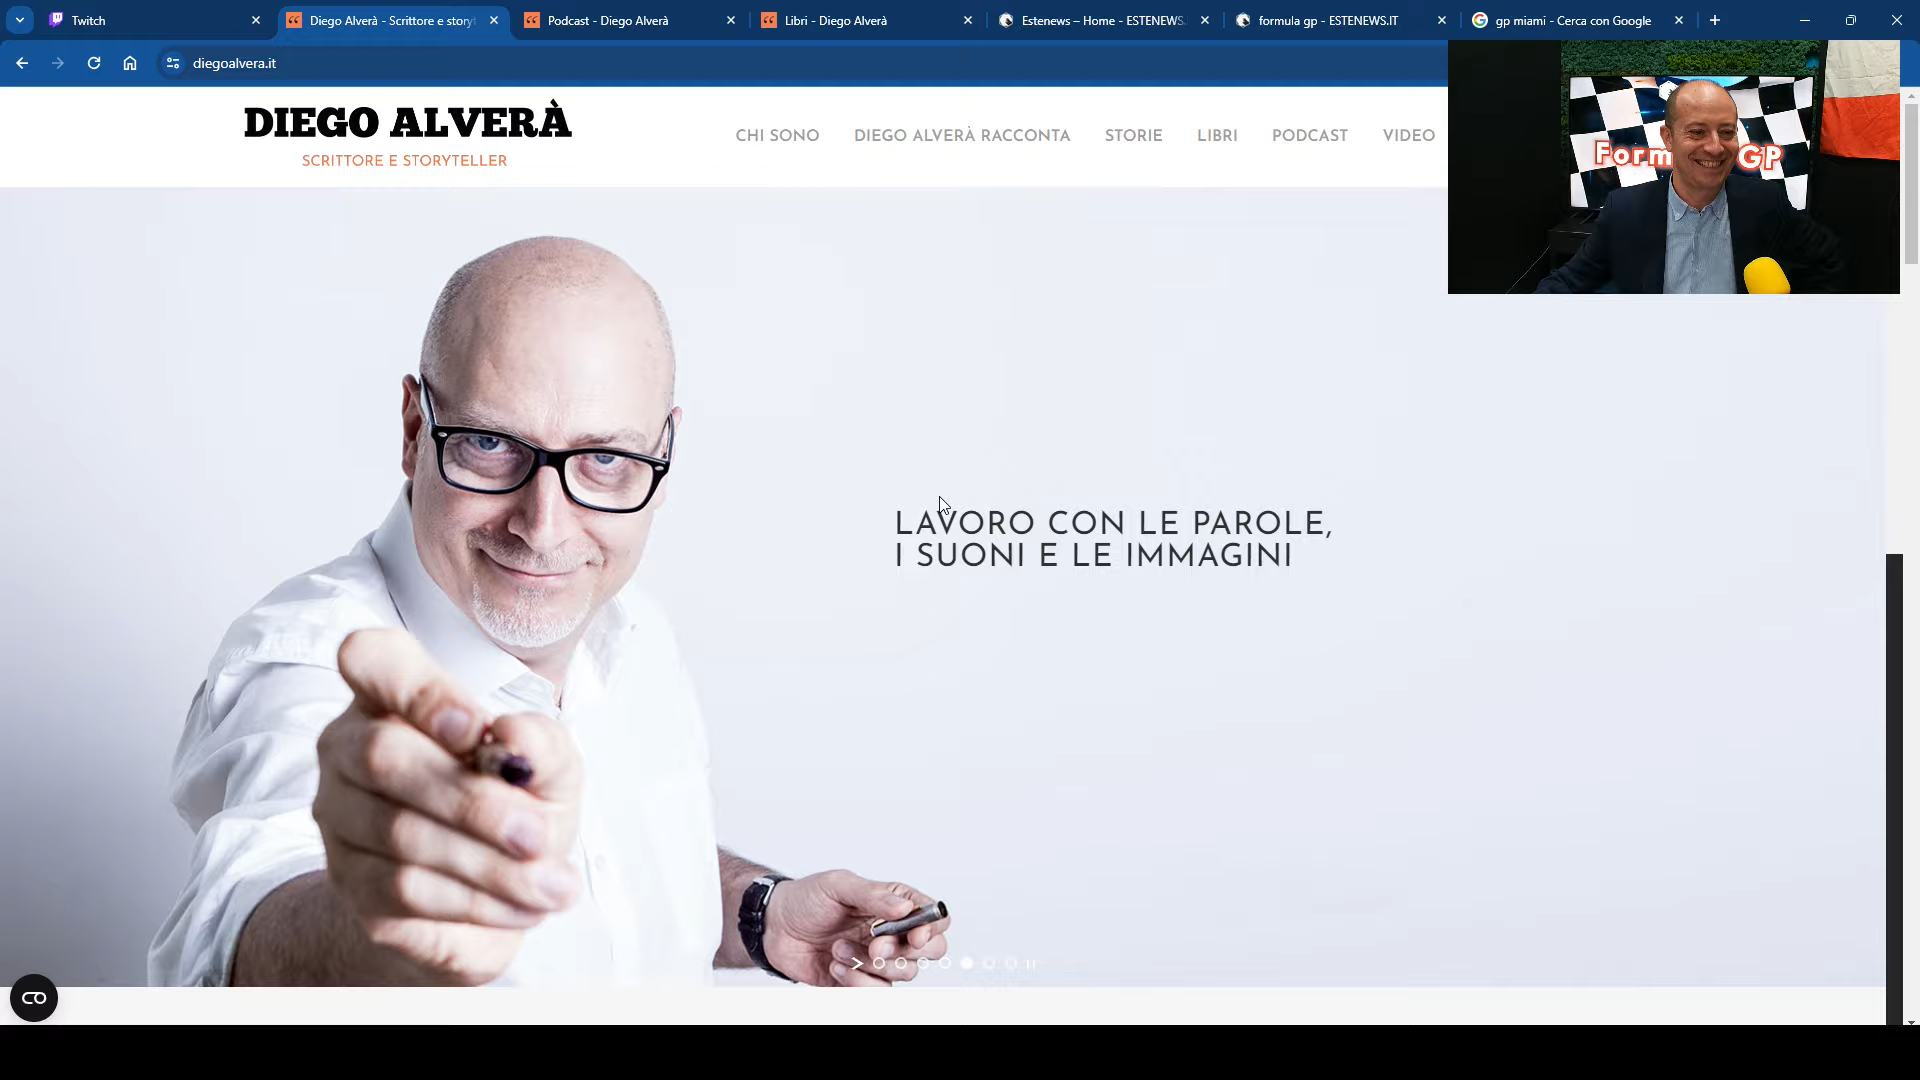 Twitch
Diego Alverà - Scrittore e storyt
Podcast - Diego Alverà
Libri - Diego Alverà
Estenews – Home - ESTENEWS.
formula gp - ESTENEWS.IT
gp miami - Cerca con Google
diegoalvera.it
DIEGO ALVERÀ
SCRITTORE E STORYTELLER
CHI SONO
DIEGO ALVERÀ RACCONTA
STORIE
LIBRI
PODCAST
VIDEO
Form GP
LAVORO CON LE PAROLE,
I SUONI E LE IMMAGINI